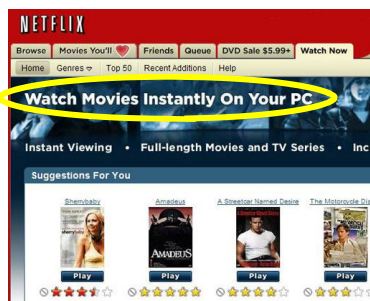 NETFLIX
Browse Movies You'll Friends Queue DVD Sale $5.99+ Watch Now
Home Genres Top 50 Recent Additions Help
Watch Movies Instantly On Your PC
Instant Viewing • Full-length Movies and TV Series • Inc
Suggestions For You
Sherrybaby Amadeus A Streetcar Named Desire The Motorcycle Dia
sherrybaby AMADEUS
Play Play Play Play